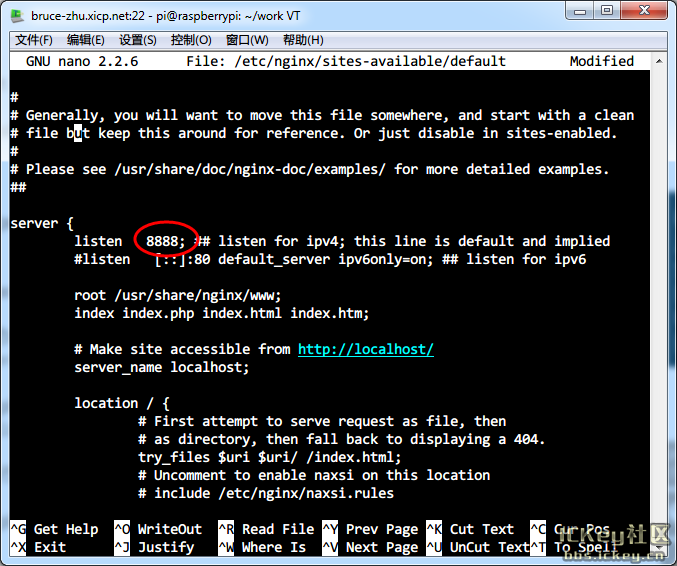 bruce-zhu.xicp.net:22 - pi@raspberrypi: ~/work VT
文件(F) 编辑(E) 设置(S) 控制(O) 窗口(W) 帮助(H)
GNU nano 2.2.6 File: /etc/nginx/sites-available/default Modified
#
# Generally, you will want to move this file somewhere, and start with a clean
# file but keep this around for reference. Or just disable in sites-enabled.
#
# Please see /usr/share/doc/nginx-doc/examples/ for more detailed examples.
##
server {
listen 8888; ## listen for ipv4; this line is default and implied
#listen [::]:80 default_server ipv6only=on; ## listen for ipv6
root /usr/share/nginx/www;
index index.php index.html index.htm;
# Make site accessible from http://localhost/
server_name localhost;
location / {
# First attempt to serve request as file, then
# as directory, then fall back to displaying a 404.
try_files $uri $uri/ /index.html;
# Uncomment to enable naxsi on this location
# include /etc/nginx/naxsi.rules
^G Get Help ^O WriteOut ^R Read File ^Y Prev Page ^K Cut Text ^C Cur Pos
^X Exit ^J Justify ^W Where Is ^V Next Page ^U UnCut Text ^T To Spell
ickey社区
bbs.ickey.cn